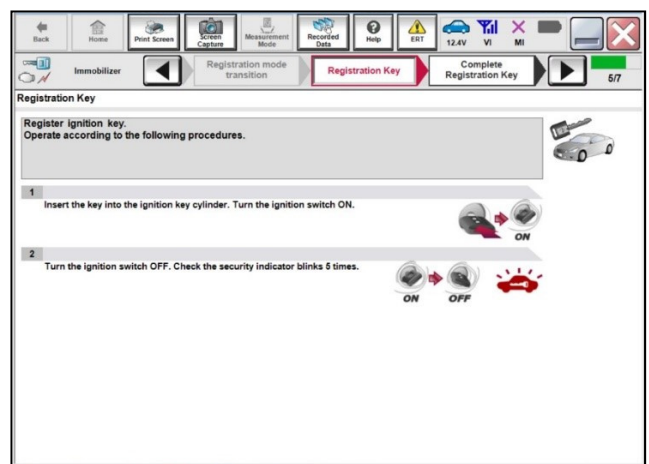 Back
Home
Print Screen
Screen
Capture
Measurement
Mode
Recorded
Data
Help
ERT
12.4V
VI
MI
Immobilizer
Registration mode
transition
Registration Key
Complete
Registration Key
5/7
Registration Key
Register ignition key.
Operate according to the following procedures.
1
Insert the key into the ignition key cylinder. Turn the ignition switch ON.
ON
2
Turn the ignition switch OFF. Check the security indicator blinks 5 times.
ON
OFF